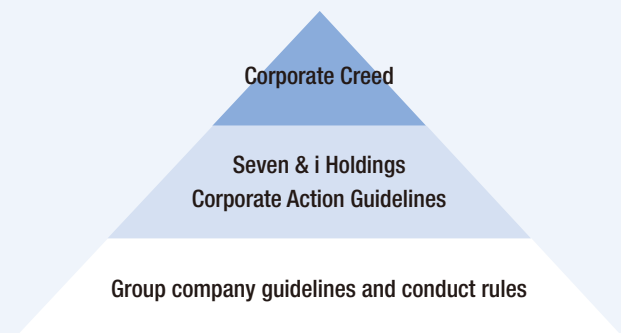 Corporate Creed
Seven & i Holdings
Corporate Action Guidelines
Group company guidelines and conduct rules